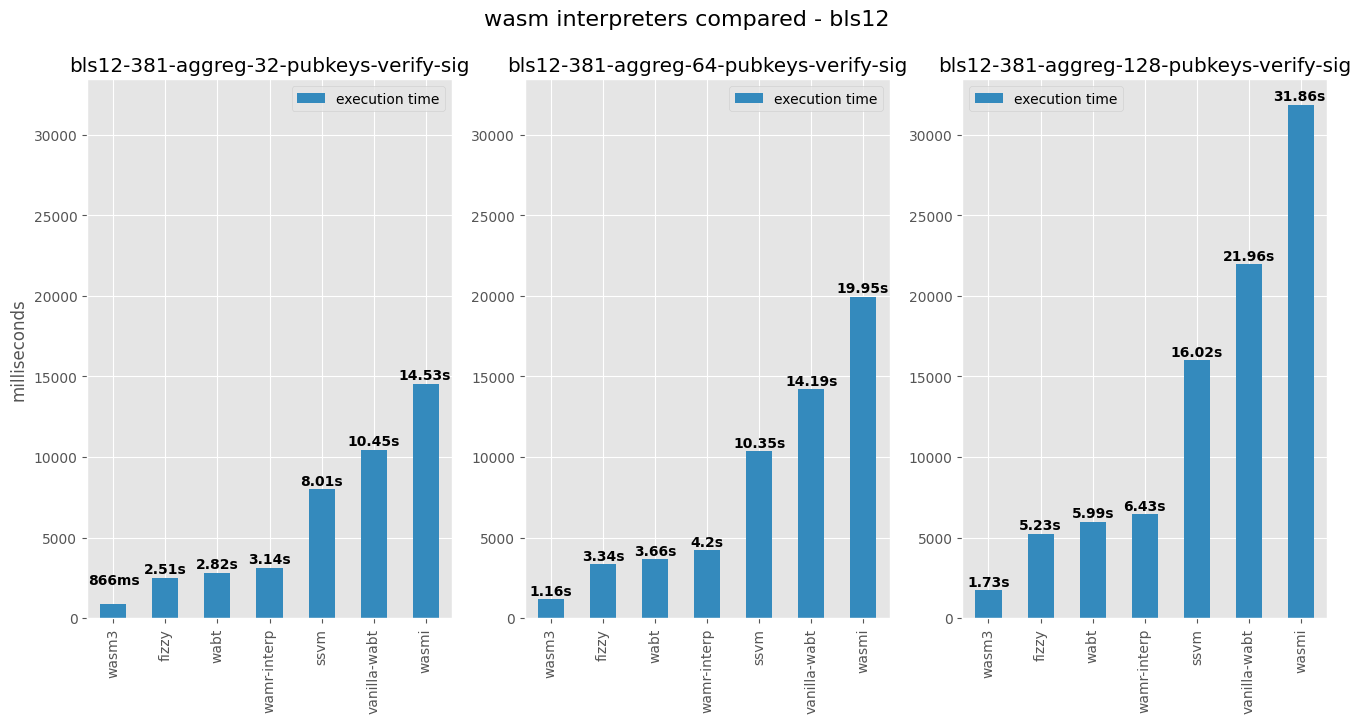 wasm interpreters compared - bls12
bls12-381-aggreg-32-pubkeys-verify-sig
execution time
milliseconds
30000
25000
20000
15000
10000
5000
0
866ms
2.51s
2.82s
3.14s
8.01s
10.45s
14.53s
wasm3
fizzy
wabt
wamr-interp
ssvm
vanilla-wabt
wasmi
bls12-381-aggreg-64-pubkeys-verify-sig
execution time
30000
25000
20000
15000
10000
5000
0
1.16s
3.34s
3.66s
4.2s
10.35s
14.19s
19.95s
wasm3
fizzy
wabt
wamr-interp
ssvm
vanilla-wabt
wasmi
bls12-381-aggreg-128-pubkeys-verify-sig
execution time
30000
25000
20000
15000
10000
5000
0
1.73s
5.23s
5.99s
6.43s
16.02s
21.96s
31.86s
wasm3
fizzy
wabt
wamr-interp
ssvm
vanilla-wabt
wasmi